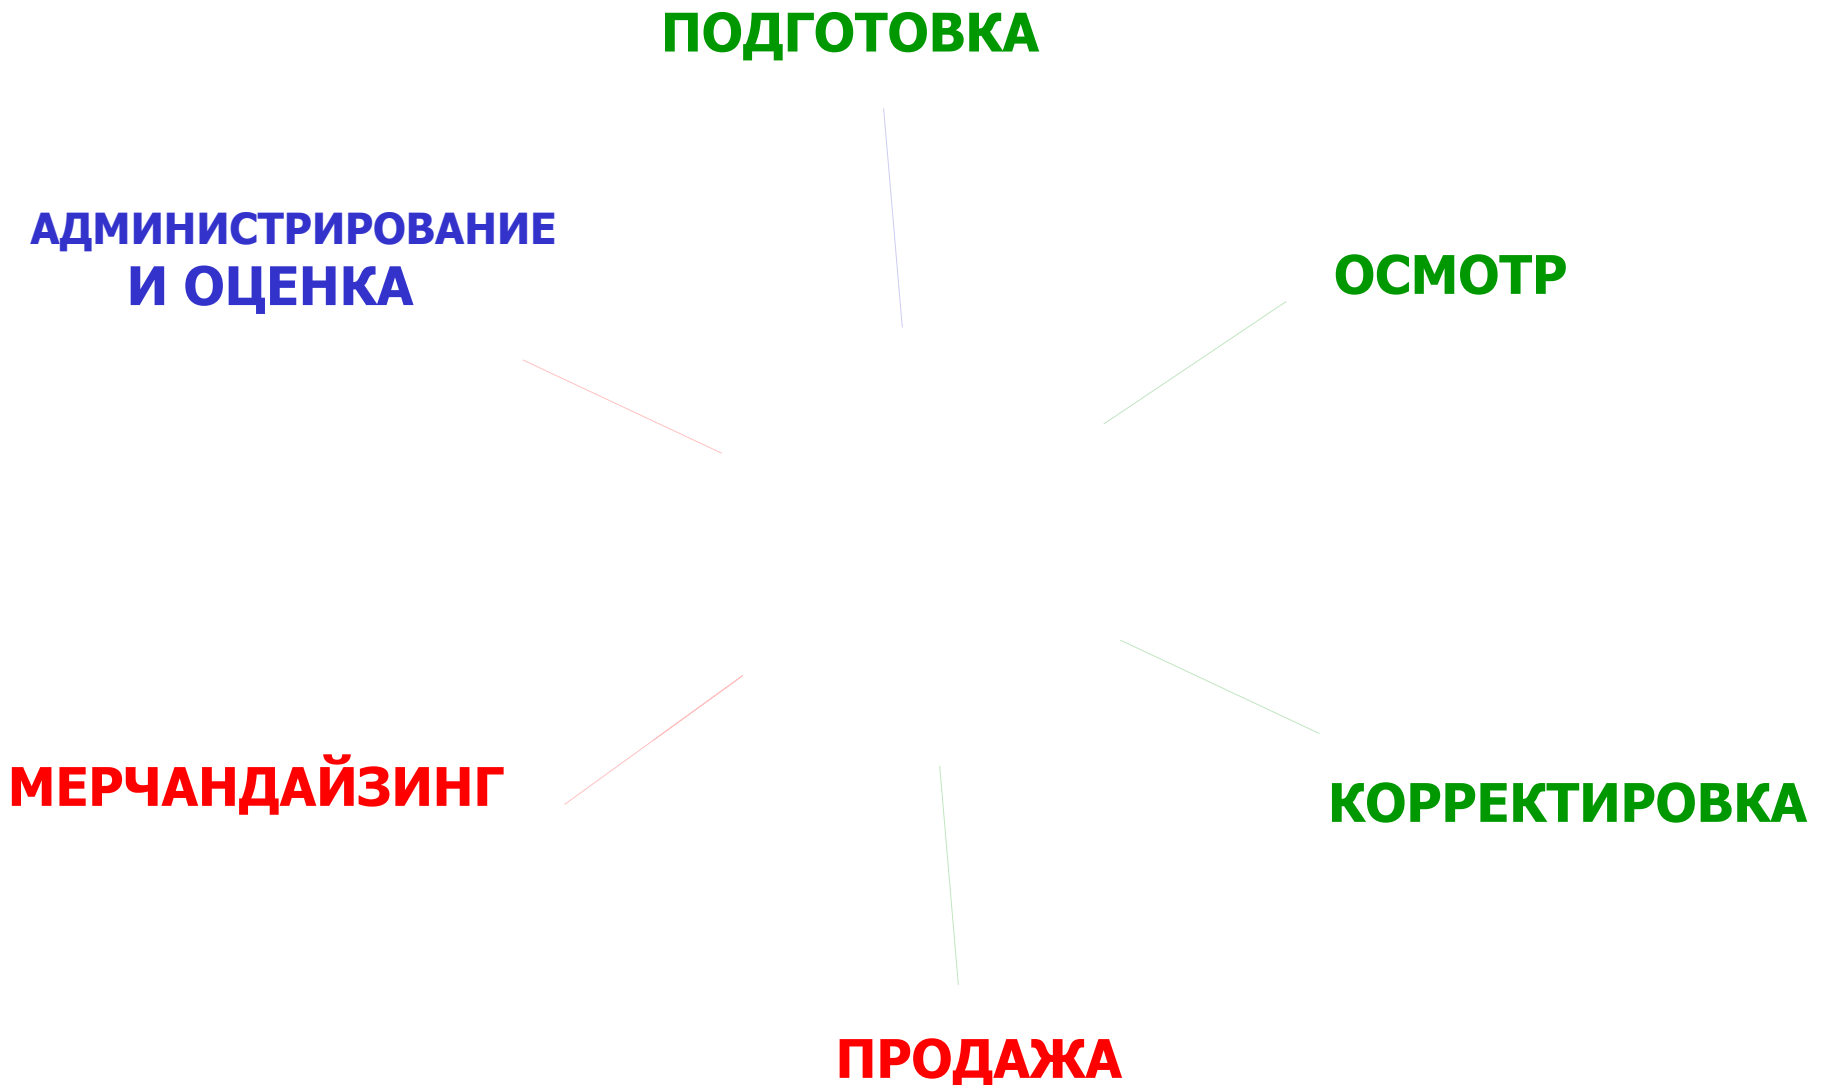 ПОДГОТОВКА
АДМИНИСТРИРОВАНИЕ
И ОЦЕНКА
ОСМОТР
МЕРЧАНДАЙЗИНГ
КОРРЕКТИРОВКА
ПРОДАЖА